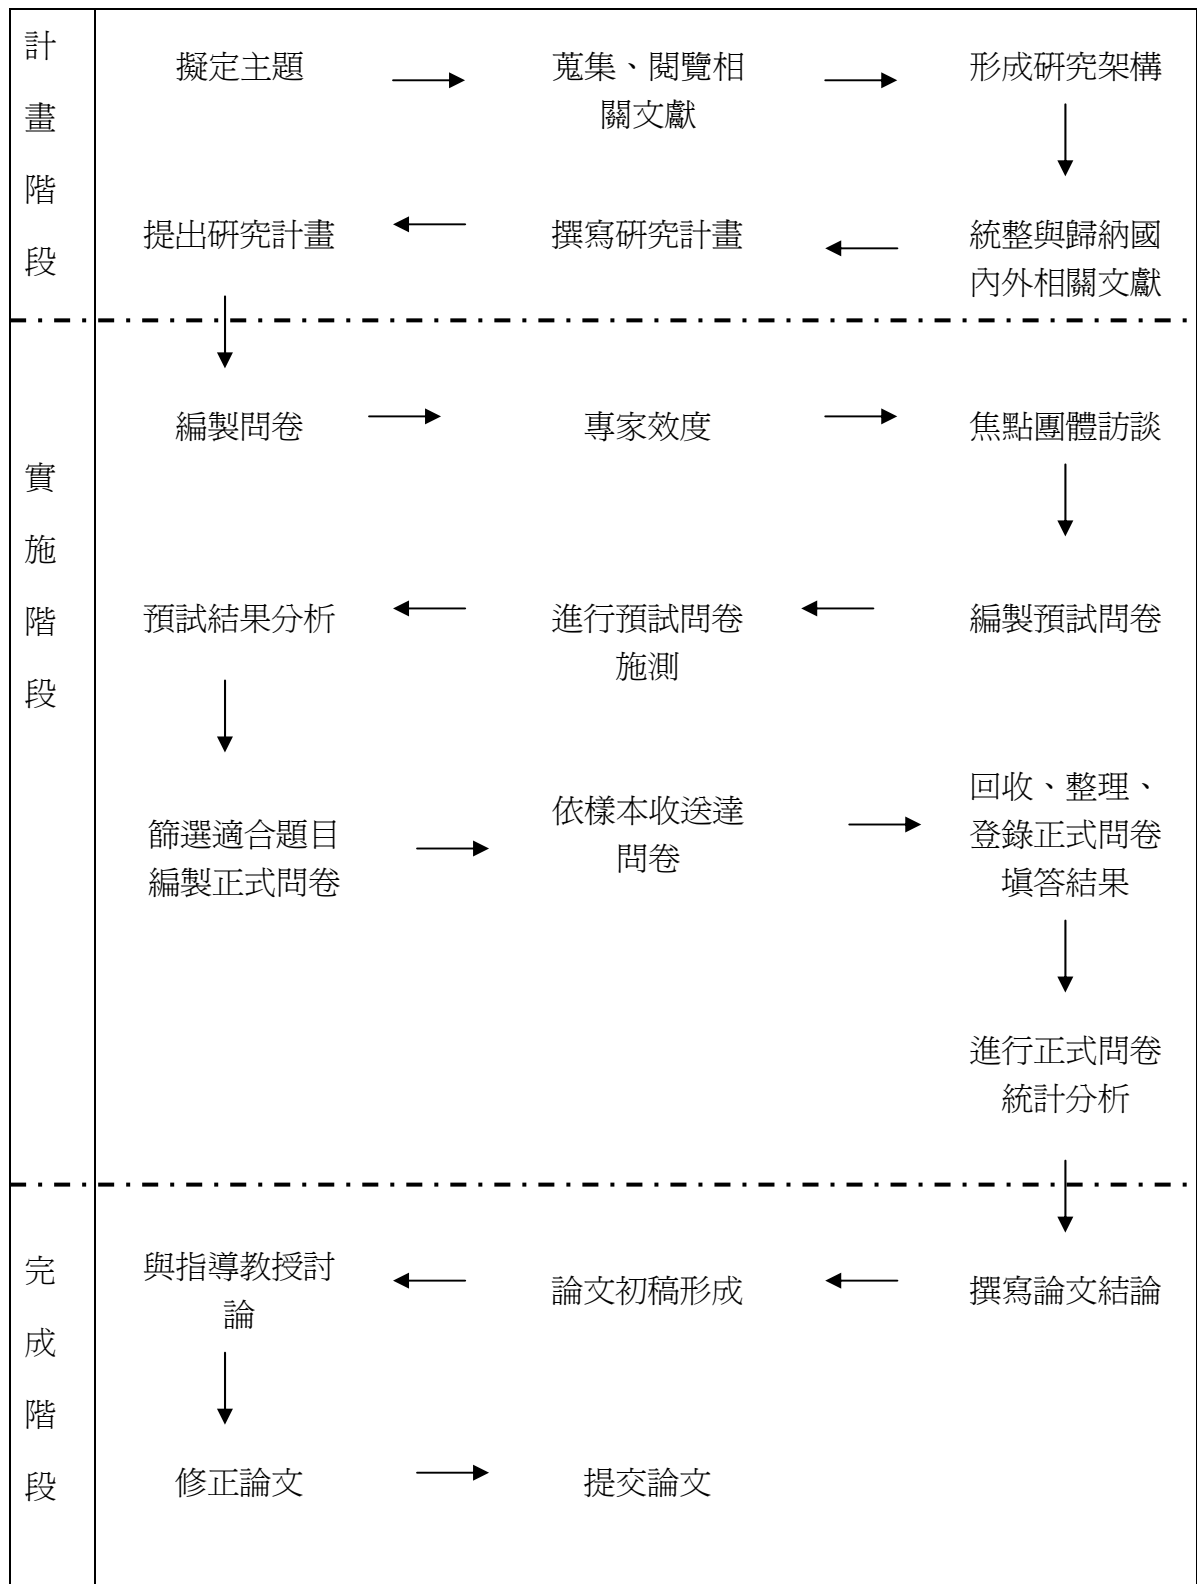 計
畫
階
段
擬定主題
蒐集、閱覽相
關文獻
形成研究架構
提出研究計畫
撰寫研究計畫
統整與歸納國
內外相關文獻
實
施
階
段
編製問卷
專家效度
焦點團體訪談
預試結果分析
進行預試問卷
施測
編製預試問卷
篩選適合題目
編製正式問卷
依樣本收送達
問卷
回收、整理、
登錄正式問卷
填答結果
進行正式問卷
統計分析
完
成
階
段
與指導教授討
論
論文初稿形成
撰寫論文結論
修正論文
提交論文